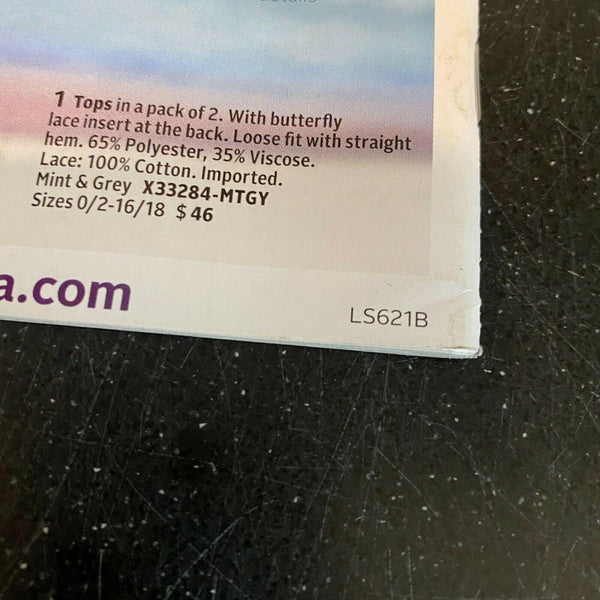 1 Tops in a pack of 2. With butterfly
lace insert at the back. Loose fit with straight
hem. 65% Polyester, 35% Viscose.
Lace: 100% Cotton. Imported.
Mint & Grey X33284-MTGY
Sizes 0/2-16/18 $46
a.com
LS621B